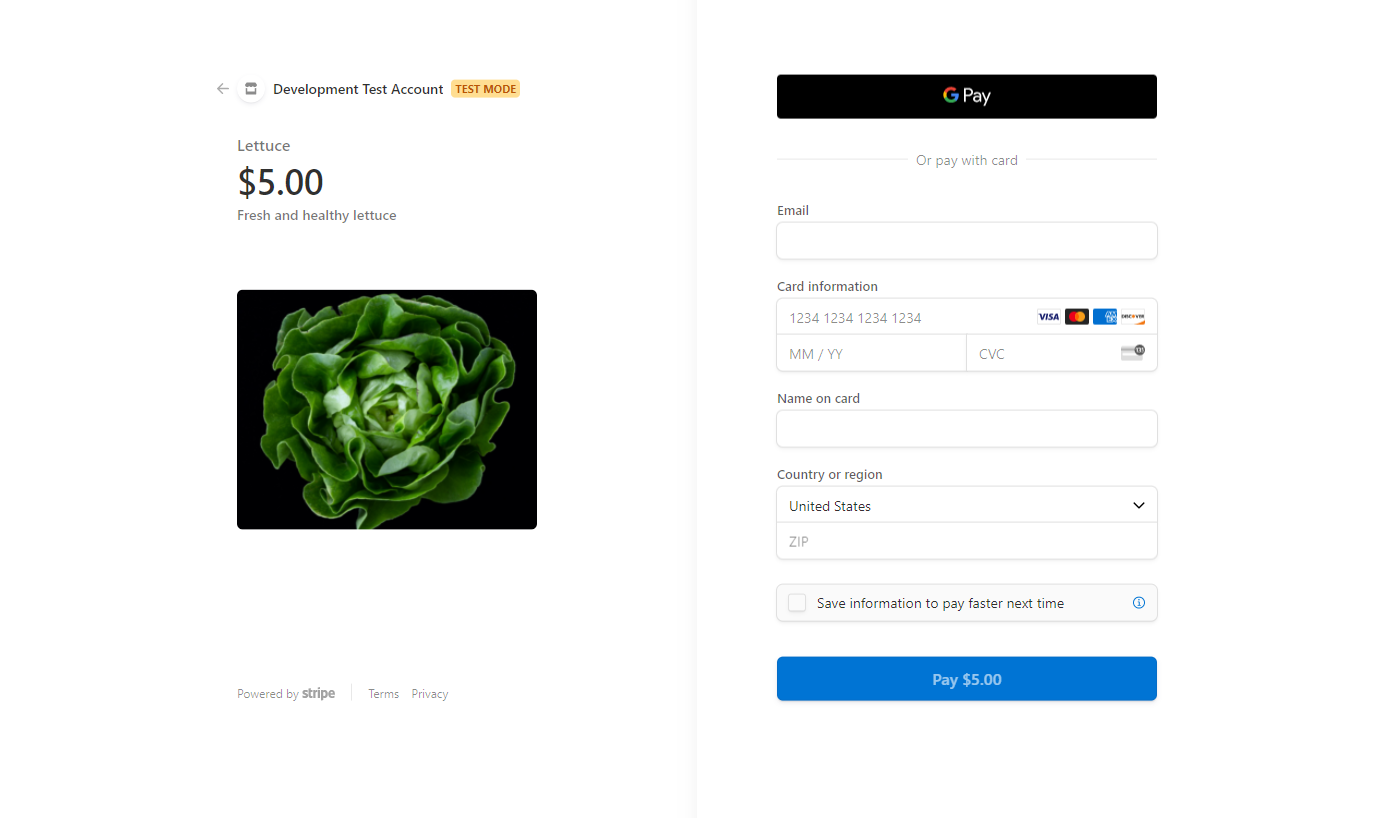 Development Test Account TEST MODE
Lettuce
$5.00
Fresh and healthy lettuce
Powered by stripe
Terms Privacy
G Pay
Or pay with card
Email
Card information
1234 1234 1234 1234 VISA DISCOVER
MM / YY CVC
Name on card
Country or region
United States
ZIP
Save information to pay faster next time
Pay $5.00